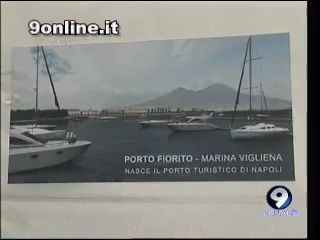 9online.it
PORTO FIORITO - MARINA VIGLIENA
NASCE IL PORTO TURISTICO DI NAPOLI
9